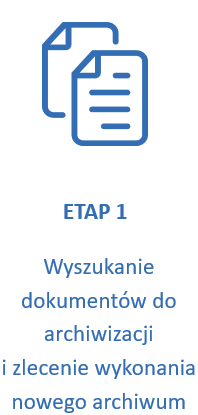 ETAP 1
Wyszukanie
dokumentów do
archiwizacji
i zlecenie wykonania
nowego archiwum